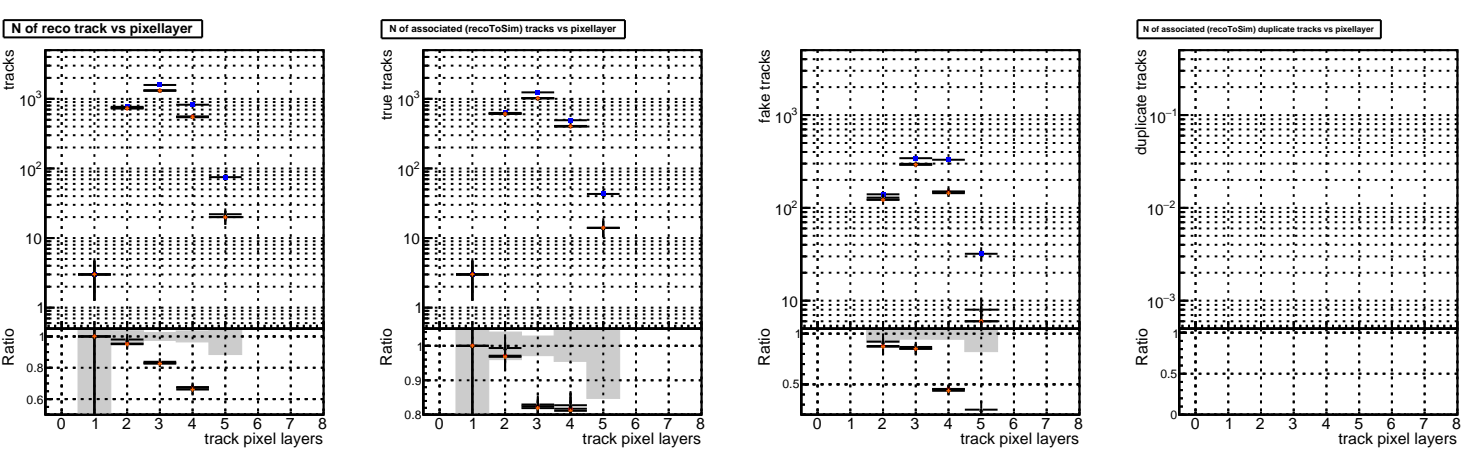 N of reco track vs pixellayer
tracks
10³
10²
10
1
Ratio
1
0.8
0.6
0 1 2 3 4 5 6 7 8
track pixel layers
N of associated (recoToSim) tracks vs pixellayer
true tracks
10³
10²
10
1
Ratio
1
0.9
0.8
0 1 2 3 4 5 6 7 8
track pixel layers
fake tracks
10³
10²
10
Ratio
1
0.5
0 1 2 3 4 5 6 7 8
track pixel layers
N of associated (recoToSim) duplicate tracks vs pixellayer
duplicate tracks
10⁻¹
10⁻²
10⁻³
Ratio
1
0.5
0
0 1 2 3 4 5 6 7 8
track pixel layers